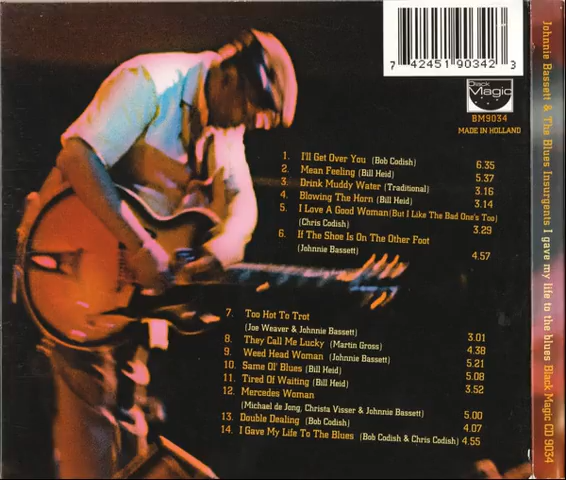 7 42451 90342 3
Black
Magic
BM9034
MADE IN HOLLAND
1. I'll Get Over You (Bob Codish) 6.35
2. Mean Feeling (Bill Heid) 5.37
3. Drink Muddy Water (Traditional) 3.16
4. Blowing The Horn (Bill Heid) 3.14
5. I Love A Good Woman(But I Like The Bad One's Too)
(Chris Codish) 3.29
6. If The Shoe Is On The Other Foot
(Johnnie Bassett) 4.57
7. Too Hot To Trot
(Joe Weaver & Johnnie Bassett) 3.01
8. They Call Me Lucky (Martin Gross) 4.38
9. Weed Head Woman (Johnnie Bassett) 5.21
10. Same Ol' Blues (Bill Heid) 5.08
11. Tired Of Waiting (Bill Heid) 3.52
12. Mercedes Woman
(Michael de Jong, Christa Visser & Johnnie Bassett) 5.00
13. Double Dealing (Bob Codish) 4.07
14. I Gave My Life To The Blues (Bob Codish & Chris Codish) 4.55
Johnnie Bassett & Tha Blues Insurgents I gave my life to the blues Black Magic CD 9034